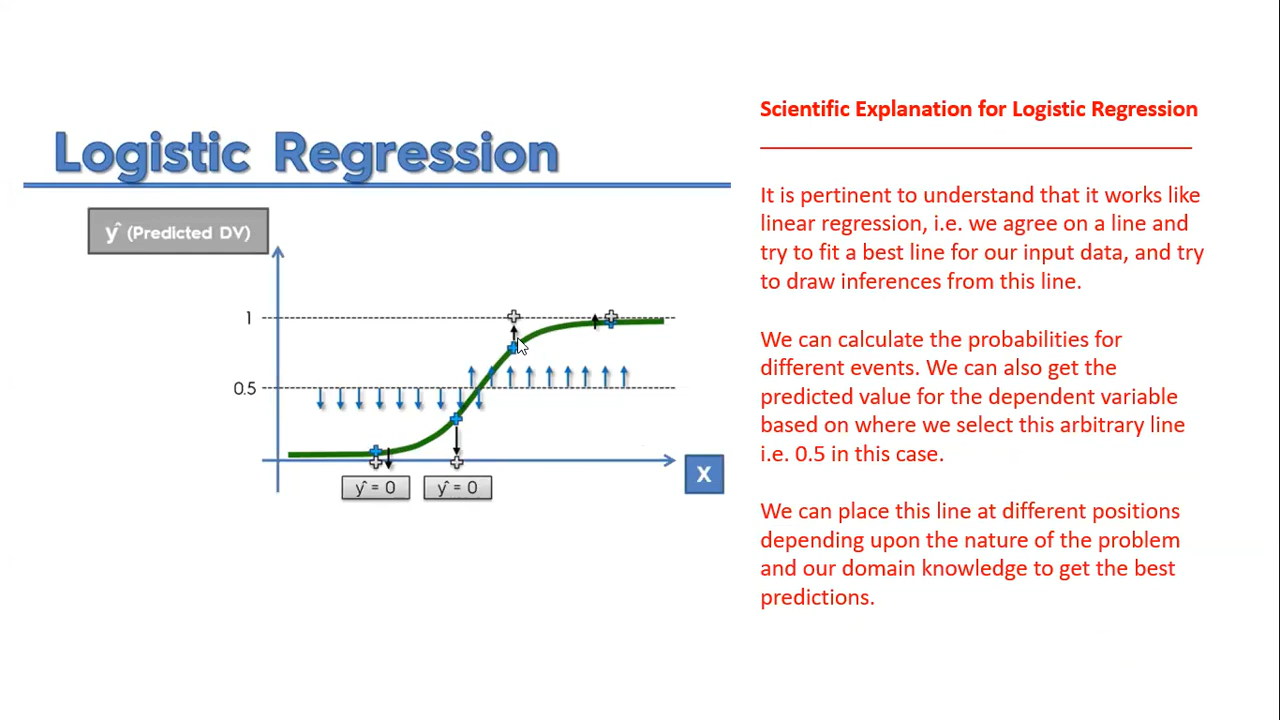 Logistic Regression
ŷ (Predicted DV)
1
0.5
ŷ = 0
ŷ = 0
X
Scientific Explanation for Logistic Regression
It is pertinent to understand that it works like
linear regression, i.e. we agree on a line and
try to fit a best line for our input data, and try
to draw inferences from this line.
We can calculate the probabilities for
different events. We can also get the
predicted value for the dependent variable
based on where we select this arbitrary line
i.e. 0.5 in this case.
We can place this line at different positions
depending upon the nature of the problem
and our domain knowledge to get the best
predictions.